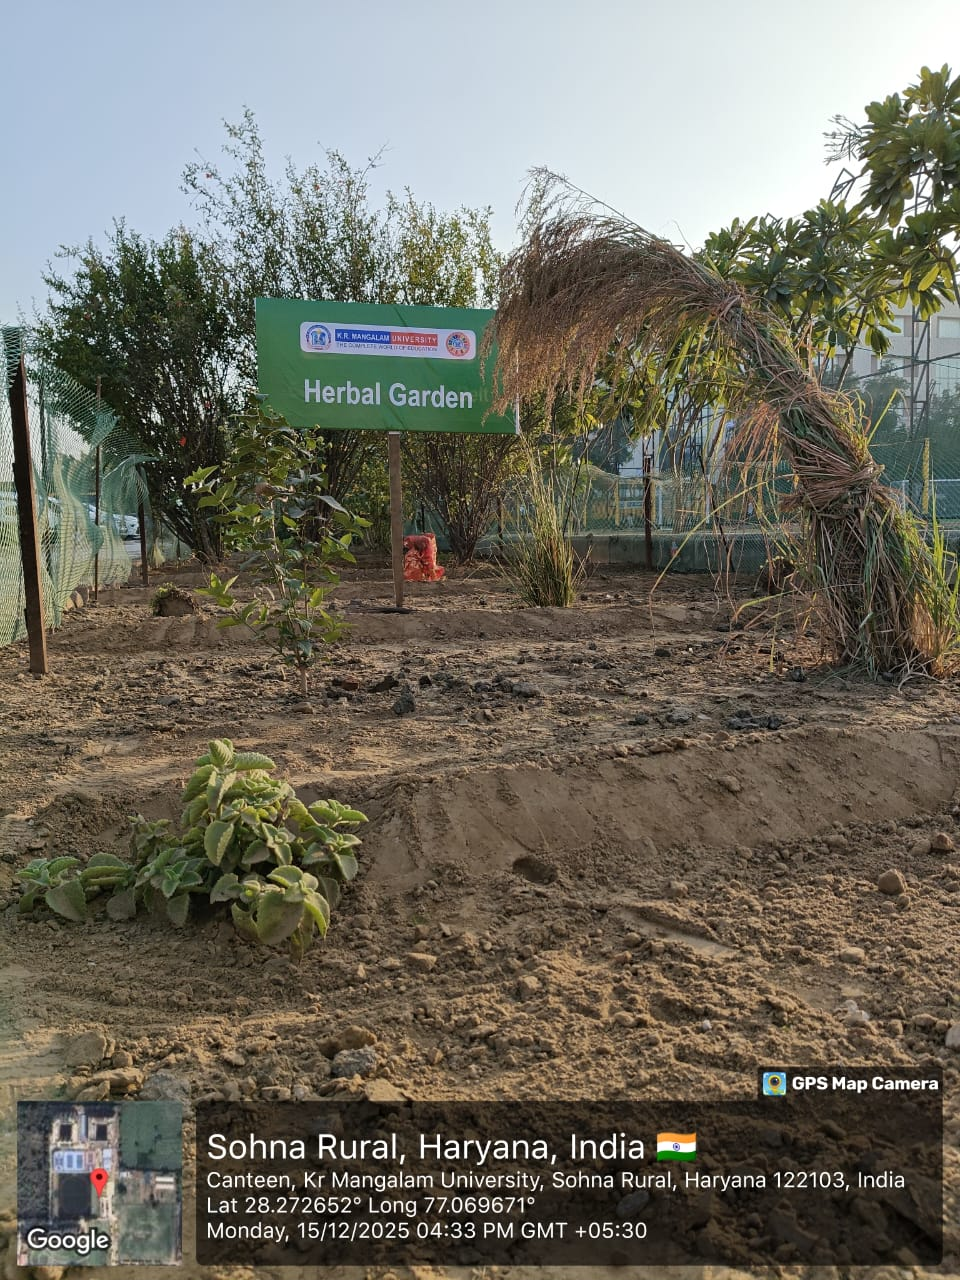 K.R. MANGALAM UNIVERSITY
THE COMPLETE WORLD OF EDUCATION
Herbal Garden
GPS Map Camera
Sohna Rural, Haryana, India
Canteen, Kr Mangalam University, Sohna Rural, Haryana 122103, India
Lat 28.272652° Long 77.069671°
Monday, 15/12/2025 04:33 PM GMT +05:30
Google